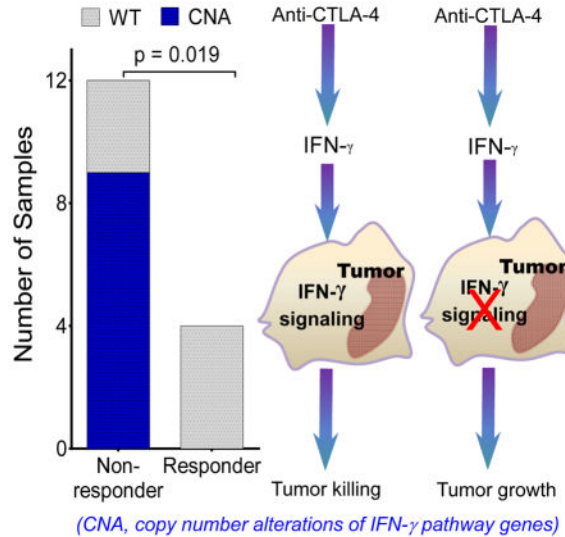 WT CNA
p = 0.019
12
9
8
4
0
Number of Samples
Non-
responder
Responder
Anti-CTLA-4
IFN-γ
Tumor
IFN-γ
signaling
Tumor killing
Anti-CTLA-4
IFN-γ
Tumor
IFN-γ
signaling
Tumor growth
(CNA, copy number alterations of IFN-γ pathway genes)